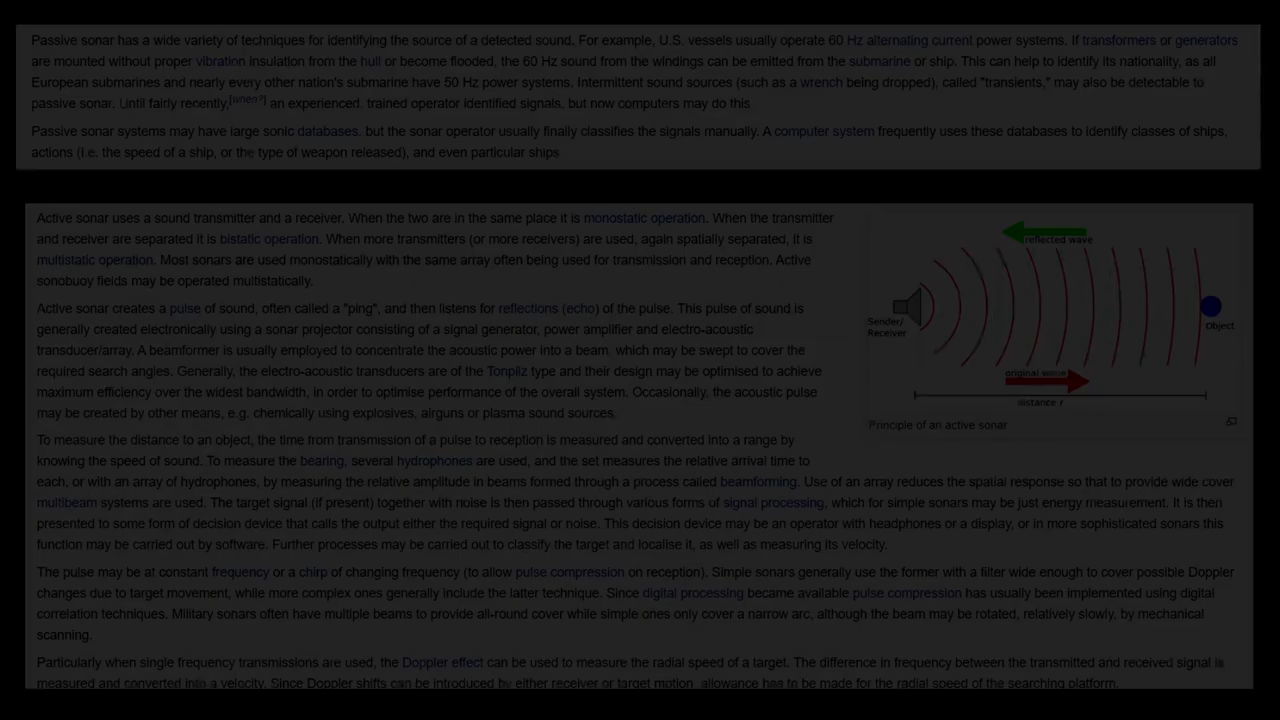 Passive sonar has a wide variety of techniques for identifying the source of a detected sound. For example, U.S. vessels usually operate 60 Hz alternating current power systems. If transformers or generators
are mounted without proper vibration insulation from the hull or become flooded, the 60 Hz sound from the windings can be emitted from the submarine or ship. This can help to identify its nationality, as all
European submarines and nearly every other nation's submarine have 50 Hz power systems. Intermittent sound sources (such as a wrench being dropped), called "transients," may also be detectable to
passive sonar. Until fairly recently,[when?] an experienced, trained operator identified signals, but now computers may do this.
Passive sonar systems may have large sonic databases, but the sonar operator usually finally classifies the signals manually. A computer system frequently uses these databases to identify classes of ships,
actions (i.e. the speed of a ship, or the type of weapon released), and even particular ships
Active sonar uses a sound transmitter and a receiver. When the two are in the same place it is monostatic operation. When the transmitter
and receiver are separated it is bistatic operation. When more transmitters (or more receivers) are used, again spatially separated, it is
multistatic operation. Most sonars are used monostatically with the same array often being used for transmission and reception. Active
sonobuoy fields may be operated multistatically.
Active sonar creates a pulse of sound, often called a "ping", and then listens for reflections (echo) of the pulse. This pulse of sound is
generally created electronically using a sonar projector consisting of a signal generator, power amplifier and electro-acoustic
transducer/array. A beamformer is usually employed to concentrate the acoustic power into a beam, which may be swept to cover the
required search angles. Generally, the electro-acoustic transducers are of the Tonpilz type and their design may be optimised to achieve
maximum efficiency over the widest bandwidth, in order to optimise performance of the overall system. Occasionally, the acoustic pulse
may be created by other means, e.g. chemically using explosives, airguns or plasma sound sources.
To measure the distance to an object, the time from transmission of a pulse to reception is measured and converted into a range by
knowing the speed of sound. To measure the bearing, several hydrophones are used, and the set measures the relative arrival time to
each, or with an array of hydrophones, by measuring the relative amplitude in beams formed through a process called beamforming. Use of an array reduces the spatial response so that to provide wide cover
multibeam systems are used. The target signal (if present) together with noise is then passed through various forms of signal processing, which for simple sonars may be just energy measurement. It is then
presented to some form of decision device that calls the output either the required signal or noise. This decision device may be an operator with headphones or a display, or in more sophisticated sonars this
function may be carried out by software. Further processes may be carried out to classify the target and localise it, as well as measuring its velocity.
The pulse may be at constant frequency or a chirp of changing frequency (to allow pulse compression on reception). Simple sonars generally use the former with a filter wide enough to cover possible Doppler
changes due to target movement, while more complex ones generally include the latter technique. Since digital processing became available pulse compression has usually been implemented using digital
correlation techniques. Military sonars often have multiple beams to provide all-round cover while simple ones only cover a narrow arc, although the beam may be rotated, relatively slowly, by mechanical
scanning.
Particularly when single frequency transmissions are used, the Doppler effect can be used to measure the radial speed of a target. The difference in frequency between the transmitted and received signal is
measured and converted into a velocity. Since Doppler shifts can be introduced by either receiver or target motion, allowance has to be made for the radial speed of the searching platform.
reflected wave
Sender/
Receiver
Object
original wave
distance r
Principle of an active sonar